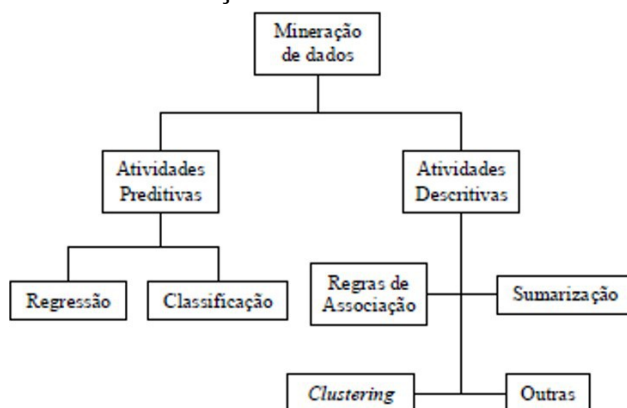 Mineração
de dados
Atividades
Preditivas
Atividades
Descritivas
Regressão
Classificação
Regras de
Associação
Sumarização
Clustering
Outras